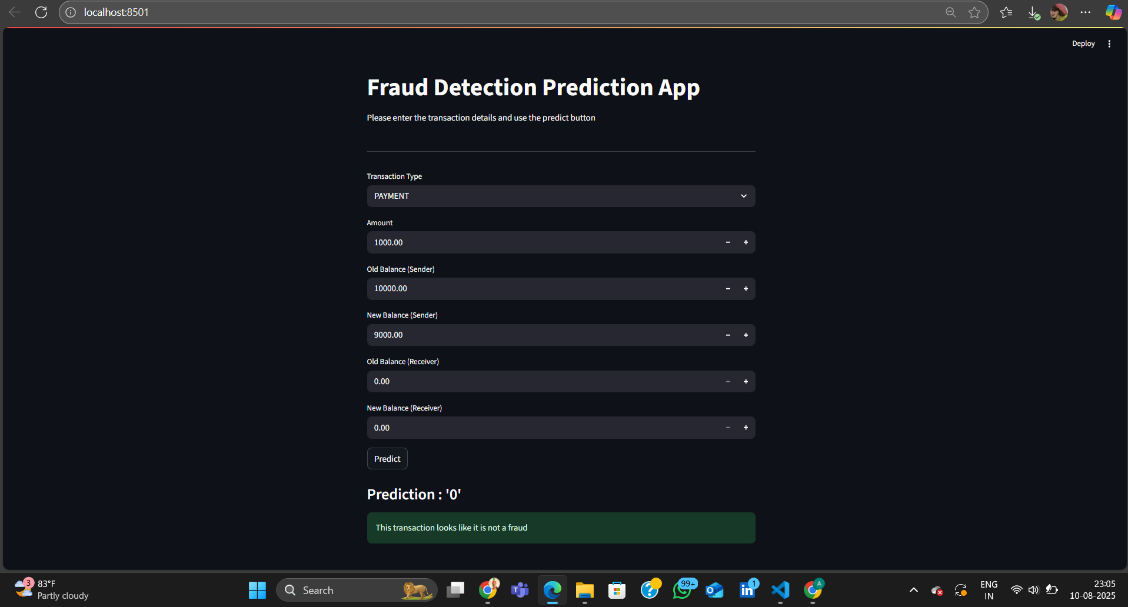 localhost:8501
Deploy
Fraud Detection Prediction App
Please enter the transaction details and use the predict button
Transaction Type
PAYMENT
Amount
1000.00
Old Balance (Sender)
10000.00
New Balance (Sender)
9000.00
Old Balance (Receiver)
0.00
New Balance (Receiver)
0.00
Predict
Prediction : '0'
This transaction looks like it is not a fraud
3
83°F
Partly cloudy
Search
99+
1
A
ENG
IN
23:05
10-08-2025